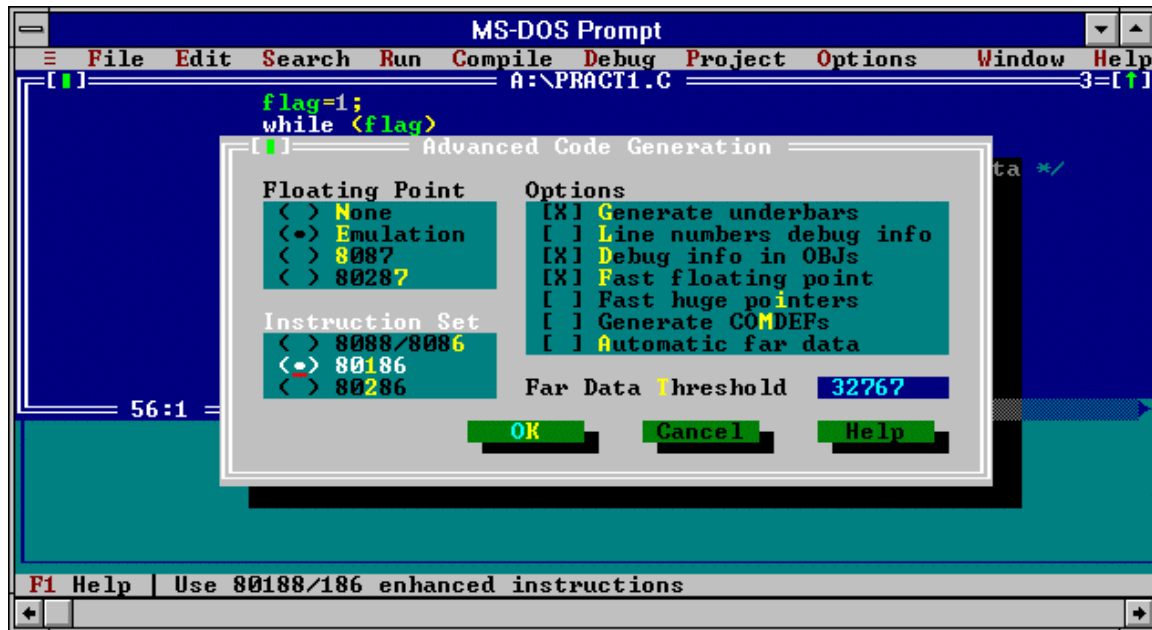 MS-DOS Prompt
≡ File Edit Search Run Compile Debug Project Options Window Help
[▮] A:\PRACT1.C 3=[↑]
flag=1;
while (flag)
[▮] Advanced Code Generation
ta */
Floating Point
( ) None
(•) Emulation
( ) 8087
( ) 80287
Instruction Set
( ) 8088/8086
(•) 80186
( ) 80286
Options
[X] Generate underbars
[ ] Line numbers debug info
[X] Debug info in OBJs
[X] Fast floating point
[ ] Fast huge pointers
[ ] Generate COMDEFs
[ ] Automatic far data
Far Data Threshold 32767
56:1
OK Cancel Help
F1 Help | Use 80188/186 enhanced instructions